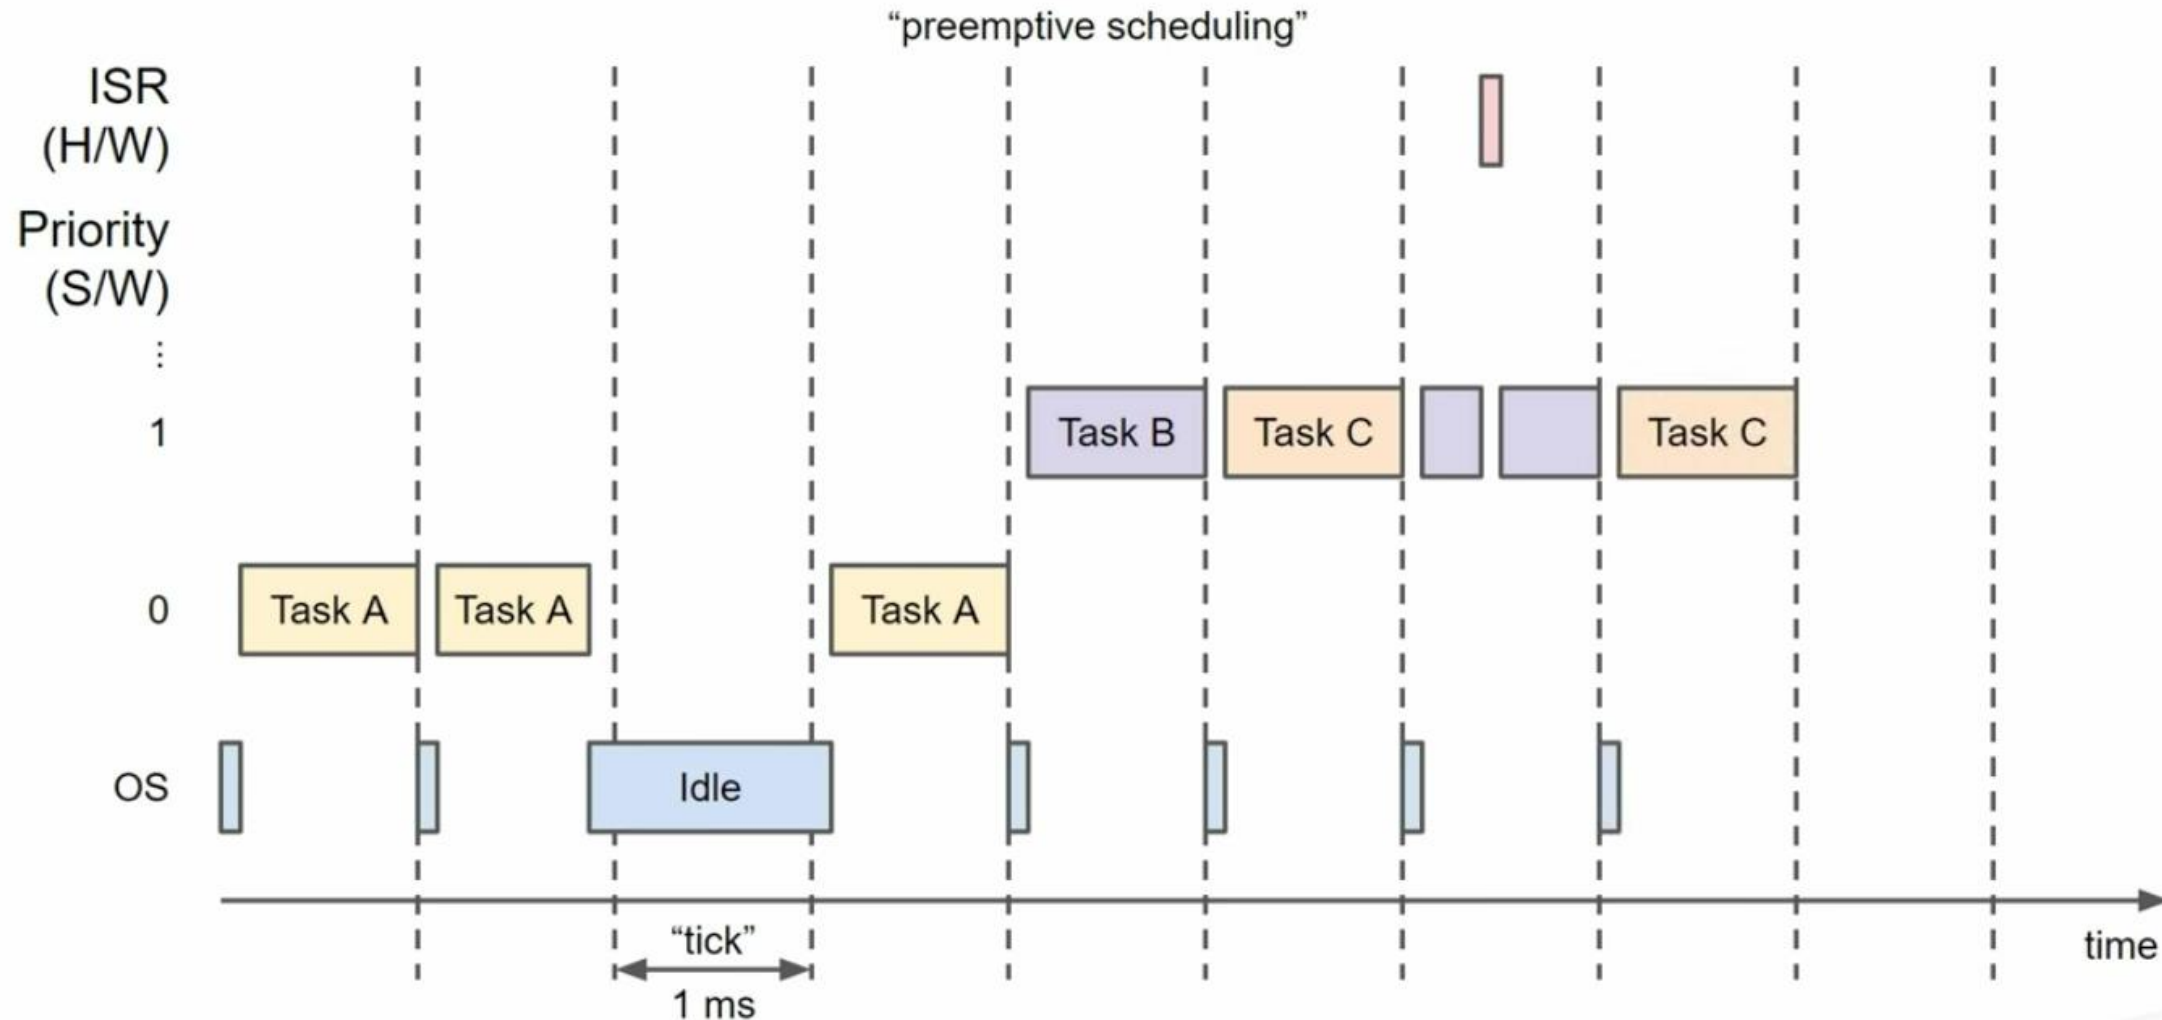 “preemptive scheduling”
ISR
(H/W)
Priority
(S/W)
⋮
1
Task B
Task C
Task C
0
Task A
Task A
Task A
OS
Idle
“tick”
1 ms
time